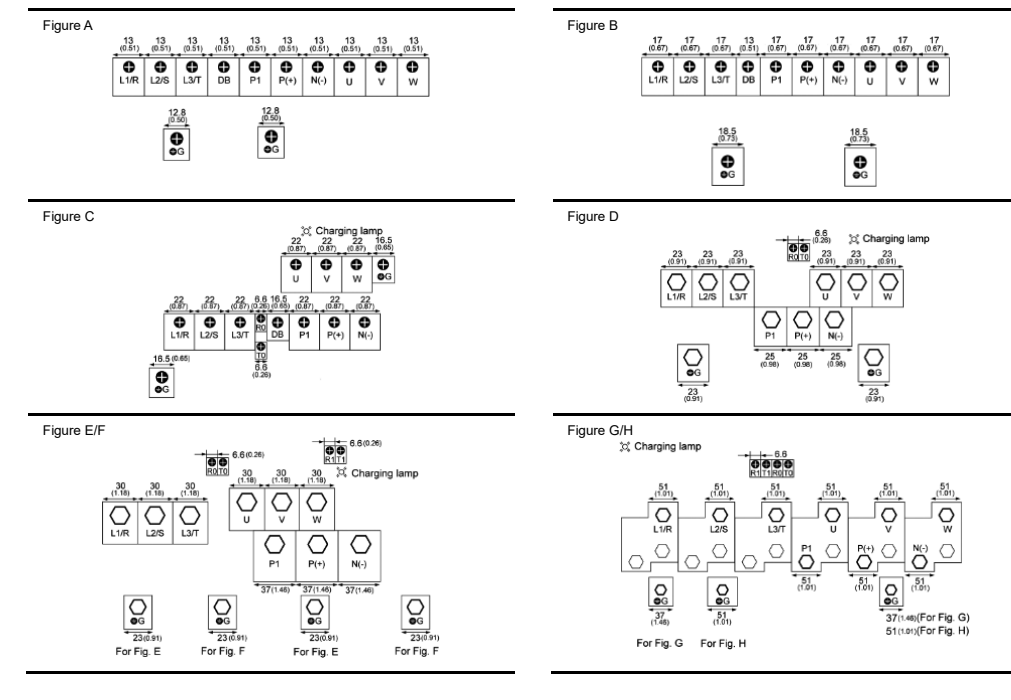 Figure A
13 13 13 13 13 13 13 13 13 13
(0.51) (0.51) (0.51) (0.51) (0.51) (0.51) (0.51) (0.51) (0.51) (0.51)
L1/R L2/S L3/T DB P1 P(+) N(-) U V W
12.8 12.8
(0.50) (0.50)
G G
Figure B
17 17 17 13 17 17 17 17 17 17
(0.67) (0.67) (0.67) (0.51) (0.67) (0.67) (0.67) (0.67) (0.67) (0.67)
L1/R L2/S L3/T DB P1 P(+) N(-) U V W
18.5 18.5
(0.73) (0.73)
G G
Figure C
Charging lamp
22 22 22 16.5
(0.87) (0.87) (0.87) (0.65)
U V W G
22 22 22 6.6 16.5 22 22 22
(0.87) (0.87) (0.87) (0.26) (0.65) (0.87) (0.87) (0.87)
R0
L1/R L2/S L3/T DB P1 P(+) N(-)
T0
16.5 (0.65)
6.6
(0.26)
G
Figure D
6.6
(0.26)
Charging lamp
R0 T0
23 23 23 23 23 23
(0.91) (0.91) (0.91) (0.91) (0.91) (0.91)
L1/R L2/S L3/T U V W
P1 P(+) N(-)
25 25 25
(0.98) (0.98) (0.98)
G G
23 23
(0.91) (0.91)
Figure E/F
6.6(0.26)
R1 T1
6.6(0.26)
R0 T0
Charging lamp
30 30 30 30 30 30
(1.18) (1.18) (1.18) (1.18) (1.18) (1.18)
L1/R L2/S L3/T U V W
P1 P(+) N(-)
37(1.46) 37(1.46) 37(1.46)
G G G G
23(0.91) 23(0.91) 23(0.91) 23(0.91)
For Fig. E For Fig. F For Fig. E For Fig. F
Figure G/H
Charging lamp
6.6
R1 T1 R0 T0
51 51 51 51 51 51
(1.01) (1.01) (1.01) (1.01) (1.01) (1.01)
L1/R L2/S L3/T U V W
P1 P(+) N(-)
51 51 51
(1.01) (1.01) (1.01)
G G G
37 51
(1.46) (1.01)
37(1.46)(For Fig. G)
51(1.01)(For Fig. H)
For Fig. G For Fig. H